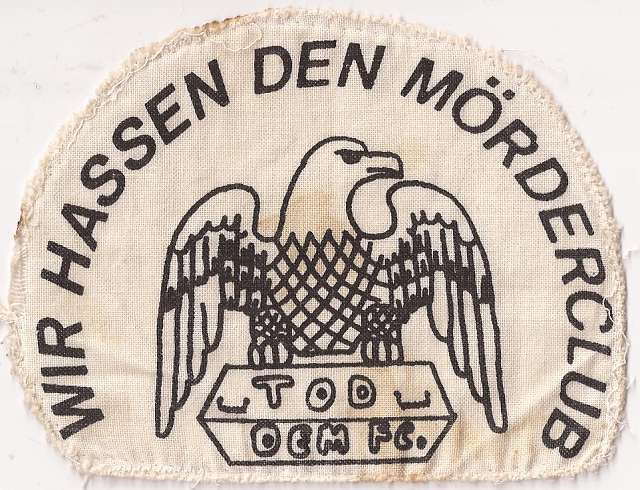 WIR HASSEN DEN MÖRDERCLUB
TOD
DEM FC.